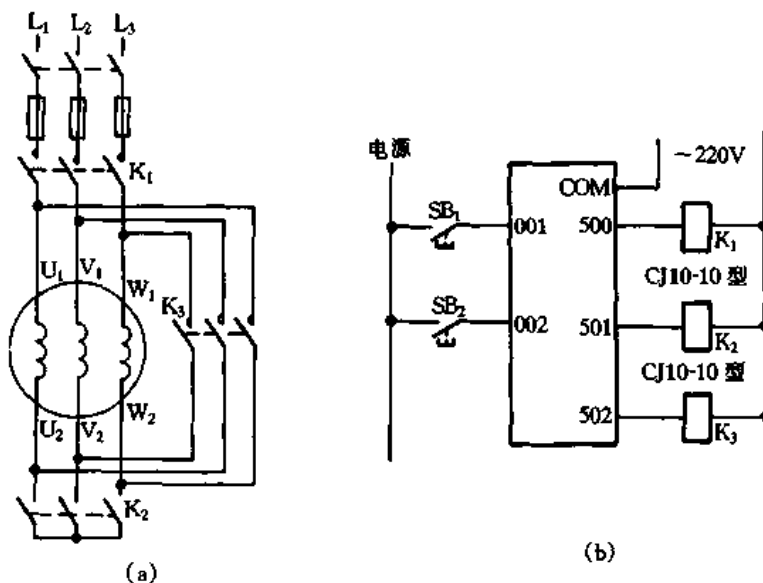 L₁ L₂ L₃
K₁
U₁ V₁ W₁
K₃
U₂ V₂ W₂
K₂
(a)
电源
~220V
COM
SB₁ 001 500 K₁
CJ10-10 型
SB₂ 002 501 K₂
CJ10-10 型
502 K₃
(b)